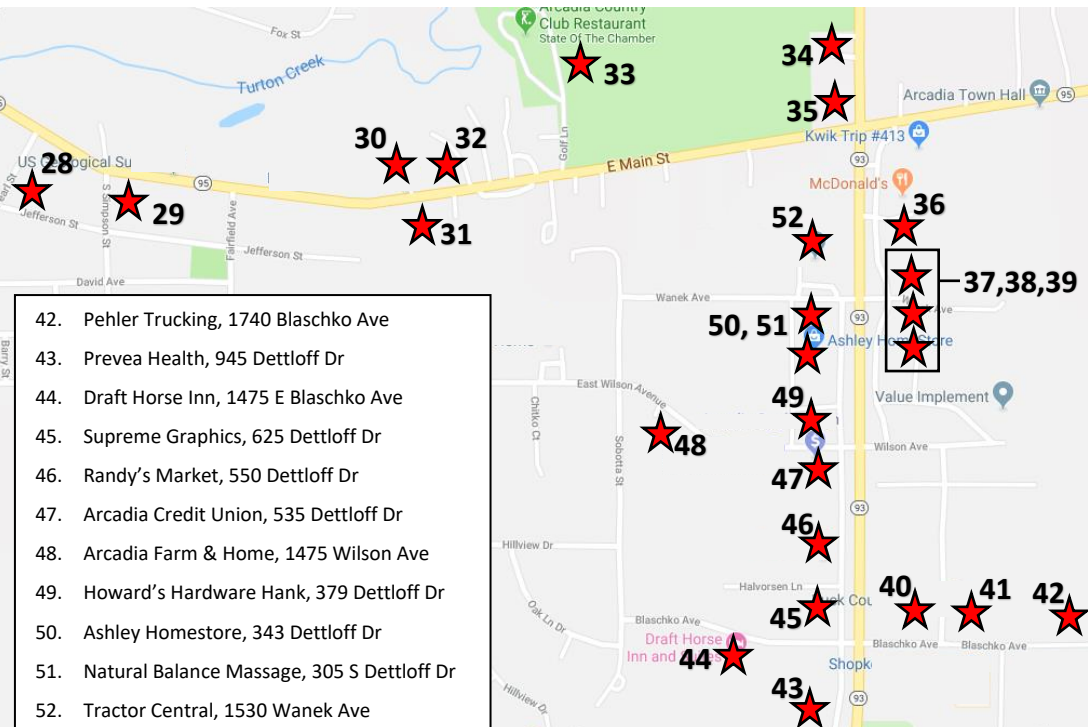 Arcadia Country
Club Restaurant
State Of The Chamber
Fox St
Turton Creek
33
34
35
Arcadia Town Hall
95
Kwik Trip #413
93
30
32
Golf Ln
E Main St
28
95
McDonald's
S Simpson St
29
Jefferson St
Fairfield Ave
31
52
36
Jefferson St
David Ave
Wanek Ave
37,38,39
50, 51
93
Ashley
Barry St
East Wilson Avenue
Chitko Ct
Value Implement
49
48
Sobotta St
Wilson Ave
47
93
46
Hillview Dr
Halvorsen Ln
Oak Ln Dr
45
40
41
42
Blaschko Ave
Blaschko Ave
Blaschko Ave
Draft Horse
Inn and
44
Hillview Dr
43
93
42. Pehler Trucking, 1740 Blaschko Ave
43. Prevea Health, 945 Dettloff Dr
44. Draft Horse Inn, 1475 E Blaschko Ave
45. Supreme Graphics, 625 Dettloff Dr
46. Randy's Market, 550 Dettloff Dr
47. Arcadia Credit Union, 535 Dettloff Dr
48. Arcadia Farm & Home, 1475 Wilson Ave
49. Howard's Hardware Hank, 379 Dettloff Dr
50. Ashley Homestore, 343 Dettloff Dr
51. Natural Balance Massage, 305 S Dettloff Dr
52. Tractor Central, 1530 Wanek Ave